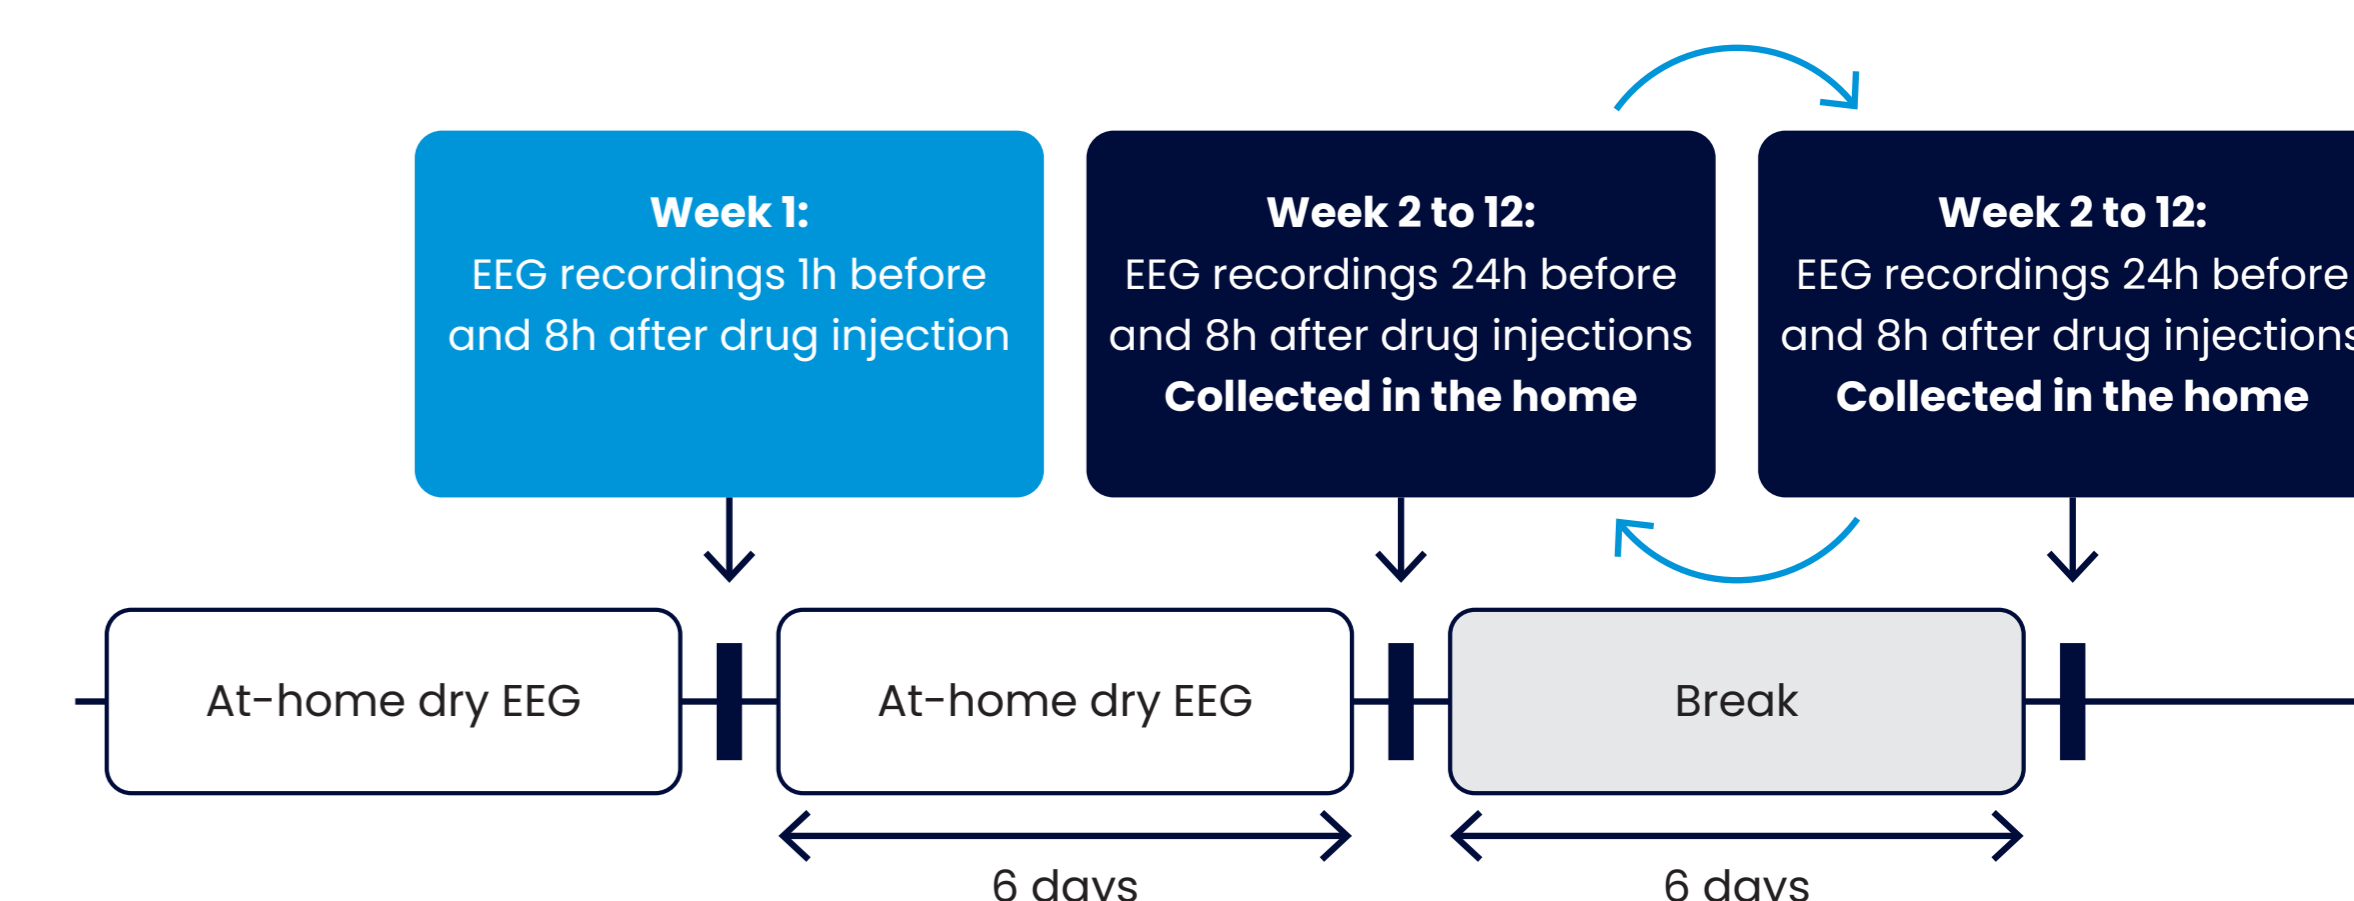 Week 1:
EEG recordings 1h before
and 8h after drug injection
Week 2 to 12:
EEG recordings 24h before
and 8h after drug injections
Collected in the home
Week 2 to 12:
EEG recordings 24h before
and 8h after drug injections
Collected in the home
At-home dry EEG
At-home dry EEG
Break
6 days
6 days